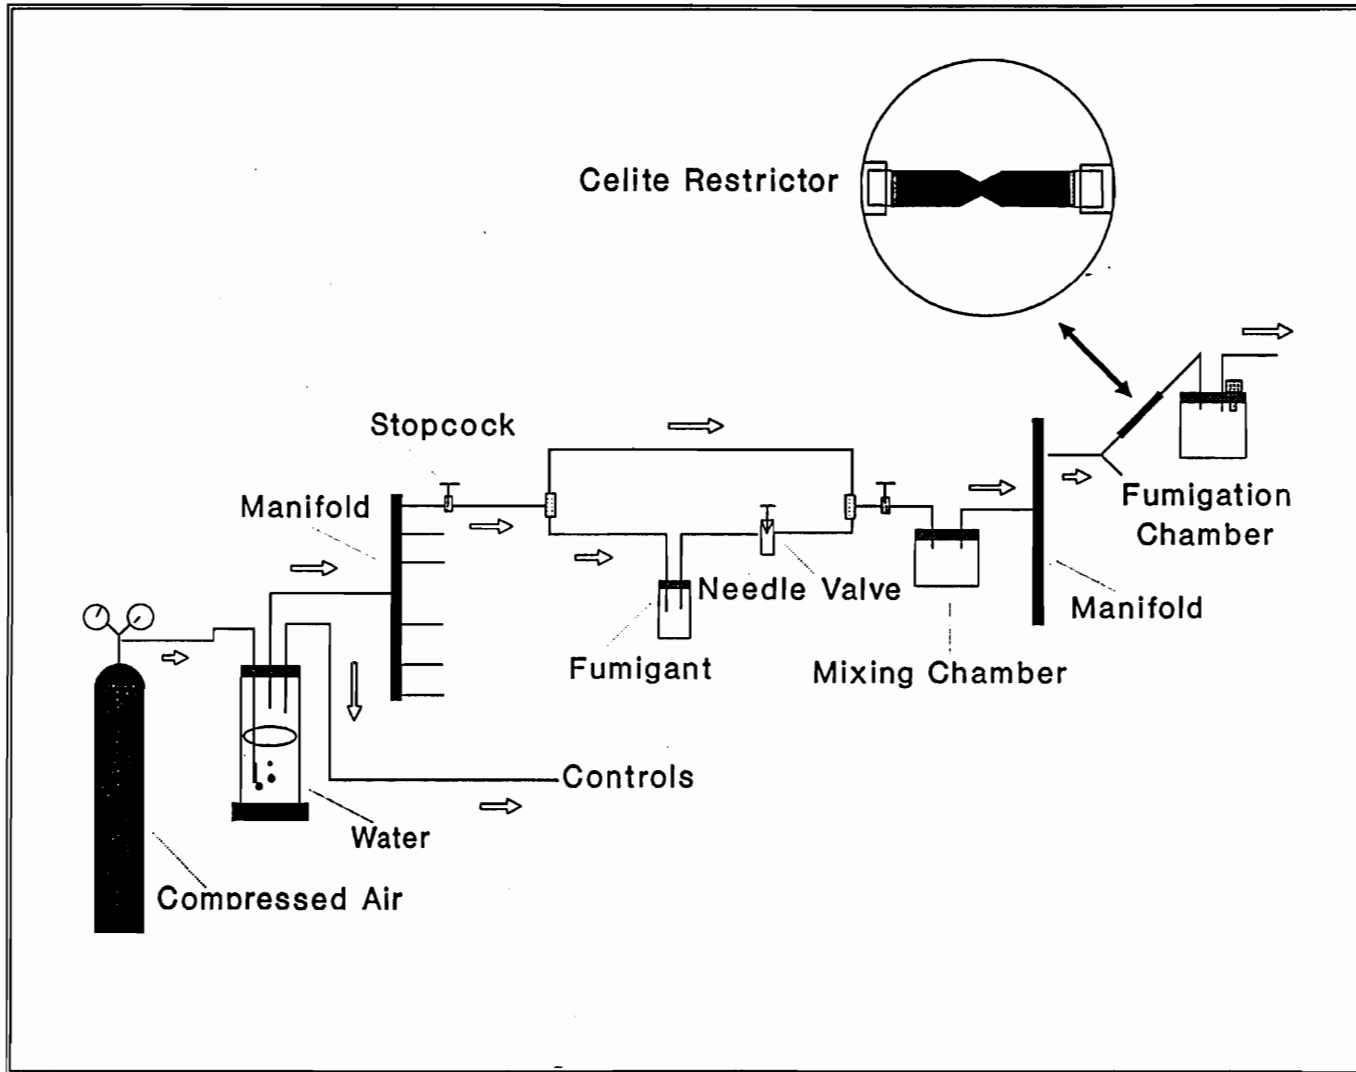 Celite Restrictor
Stopcock
Manifold
Fumigation
Chamber
Needle Valve
Manifold
Fumigant
Mixing Chamber
Controls
Water
Compressed Air